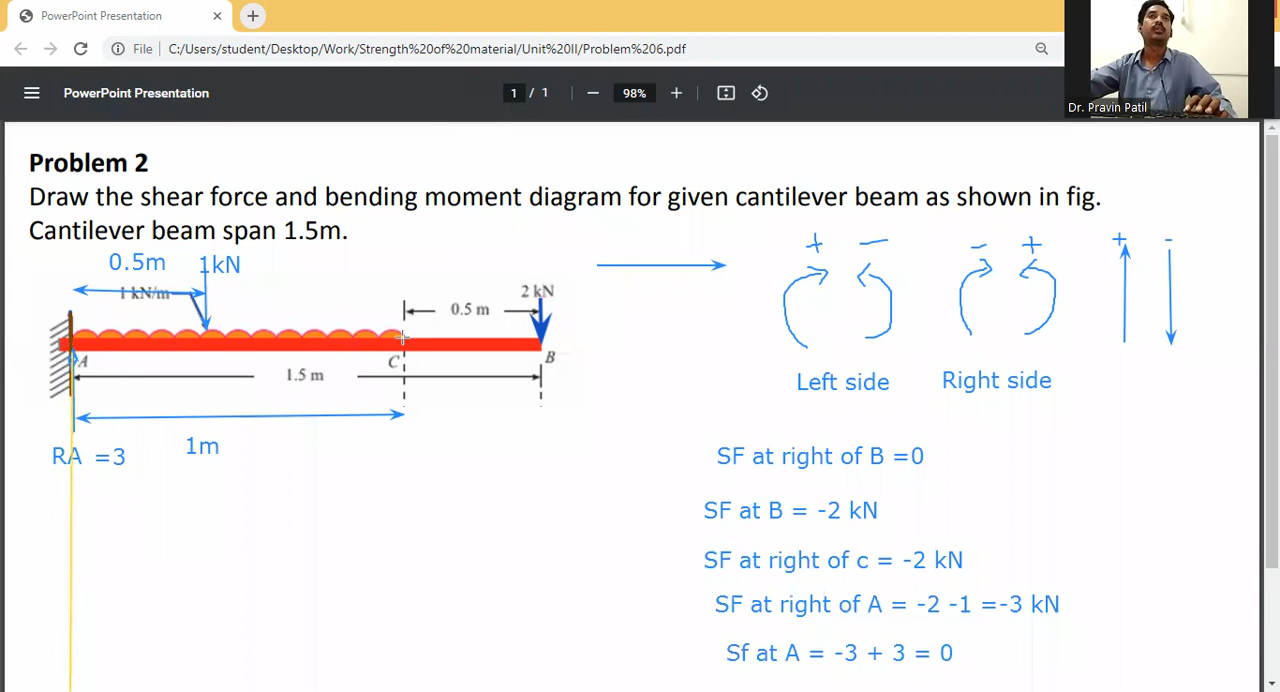 PowerPoint Presentation
File
C:/Users/student/Desktop/Work/Strength%20of%20material/Unit%20II/Problem%206.pdf
PowerPoint Presentation
1 / 1
98%
Dr. Pravin Patil
Problem 2
Draw the shear force and bending moment diagram for given cantilever beam as shown in fig.
Cantilever beam span 1.5m.
0.5m 1kN
1 kN/m
2 kN
0.5 m
A
C
B
1.5 m
1m
RA =3
+ − - + + -
Left side Right side
SF at right of B =0
SF at B = -2 kN
SF at right of c = -2 kN
SF at right of A = -2 -1 =-3 kN
Sf at A = -3 + 3 = 0